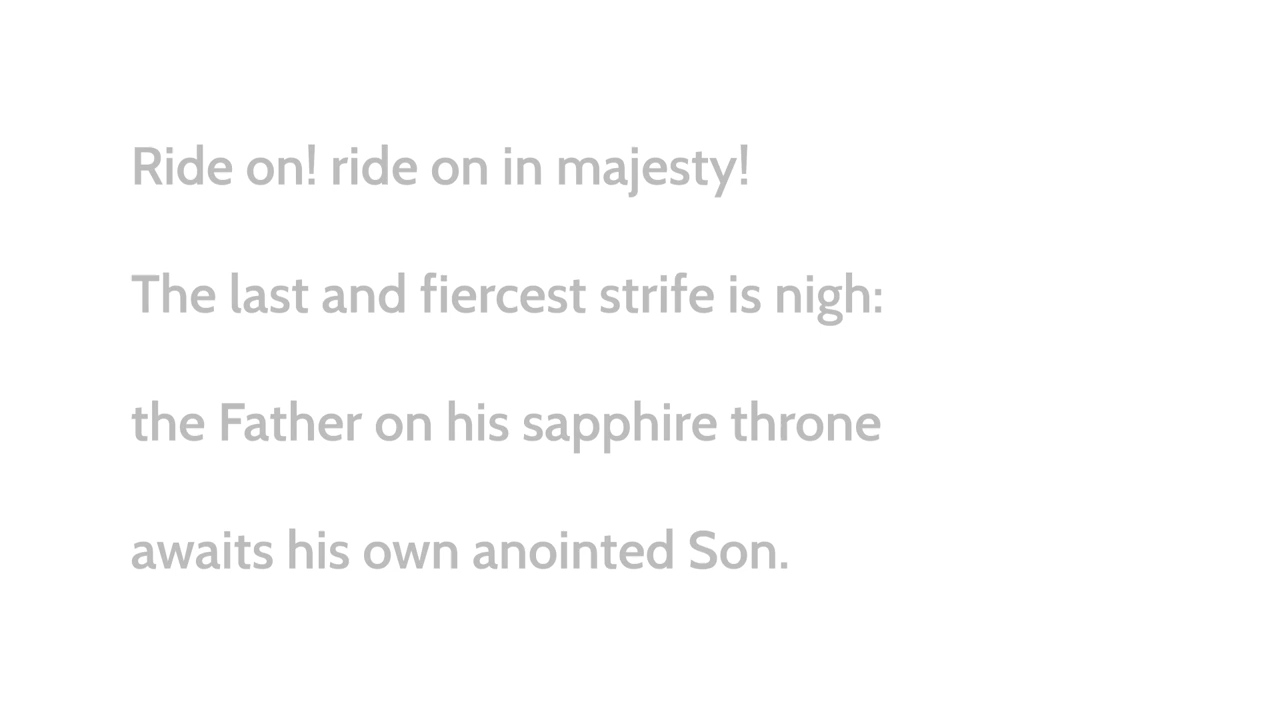 Ride on! ride on in majesty!
The last and fiercest strife is nigh:
the Father on his sapphire throne
awaits his own anointed Son.